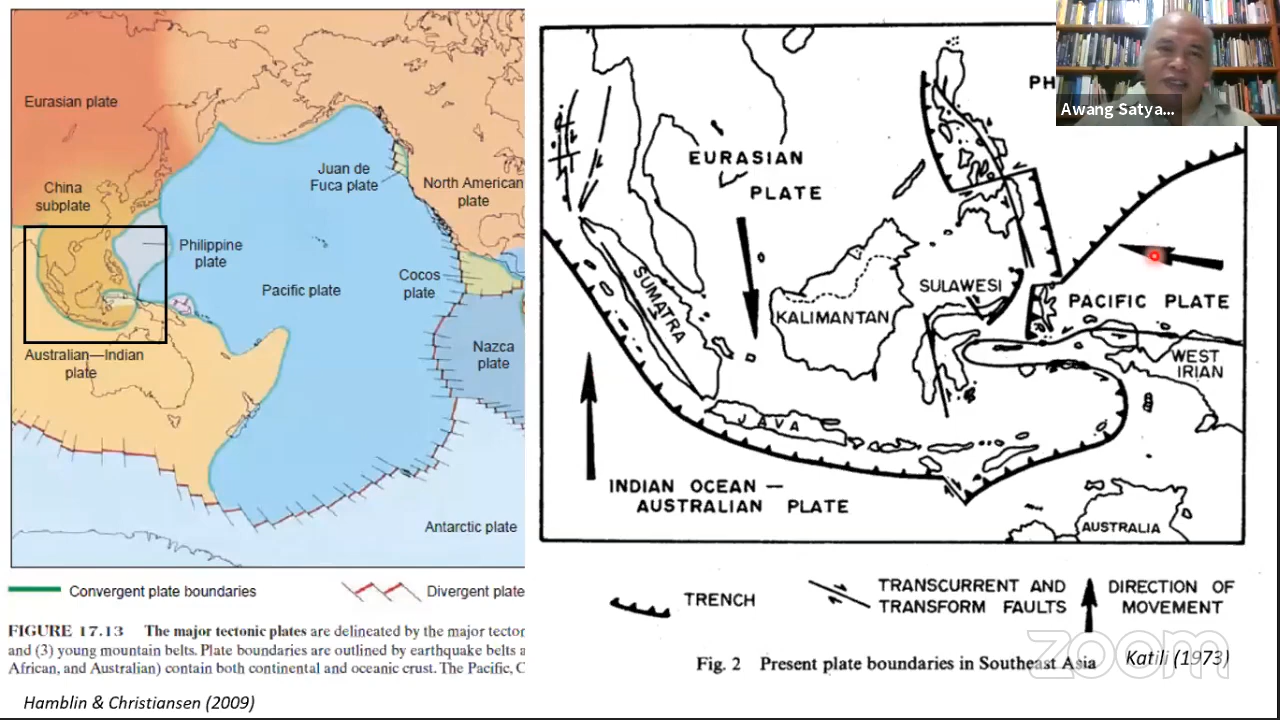 Eurasian plate
China
subplate
Philippine
plate
Juan de
Fuca plate
North American
plate
Pacific plate
Cocos
plate
Nazca
plate
Australian—Indian
plate
Antarctic plate
Convergent plate boundaries
Divergent plate
FIGURE 17.13 The major tectonic plates are delineated by the major tector
and (3) young mountain belts. Plate boundaries are outlined by earthquake belts a
African, and Australian) contain both continental and oceanic crust. The Pacific, C
Hamblin & Christiansen (2009)
PH
EURASIAN
PLATE
SUMATRA
KALIMANTAN
SULAWESI
PACIFIC PLATE
WEST
IRIAN
JAVA
INDIAN OCEAN —
AUSTRALIAN PLATE
AUSTRALIA
TRENCH
TRANSCURRENT AND
TRANSFORM FAULTS
DIRECTION OF
MOVEMENT
Fig. 2 Present plate boundaries in Southeast Asia
Katili (1973)
zoom
Awang Satya...